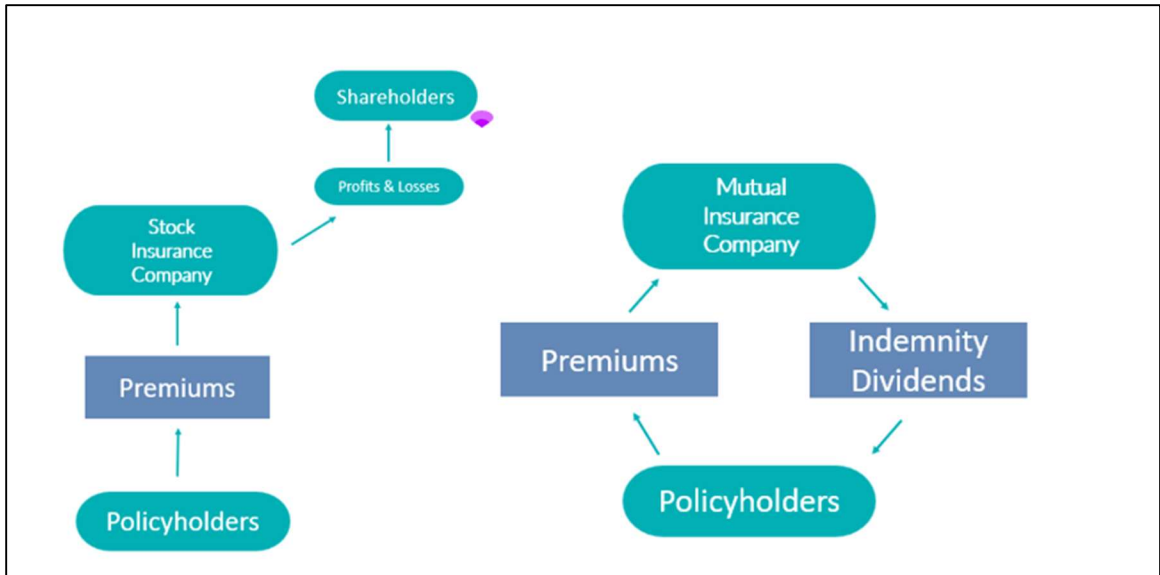 Shareholders
Profits & Losses
Stock
Insurance
Company
Premiums
Policyholders
Mutual
Insurance
Company
Premiums
Indemnity
Dividends
Policyholders